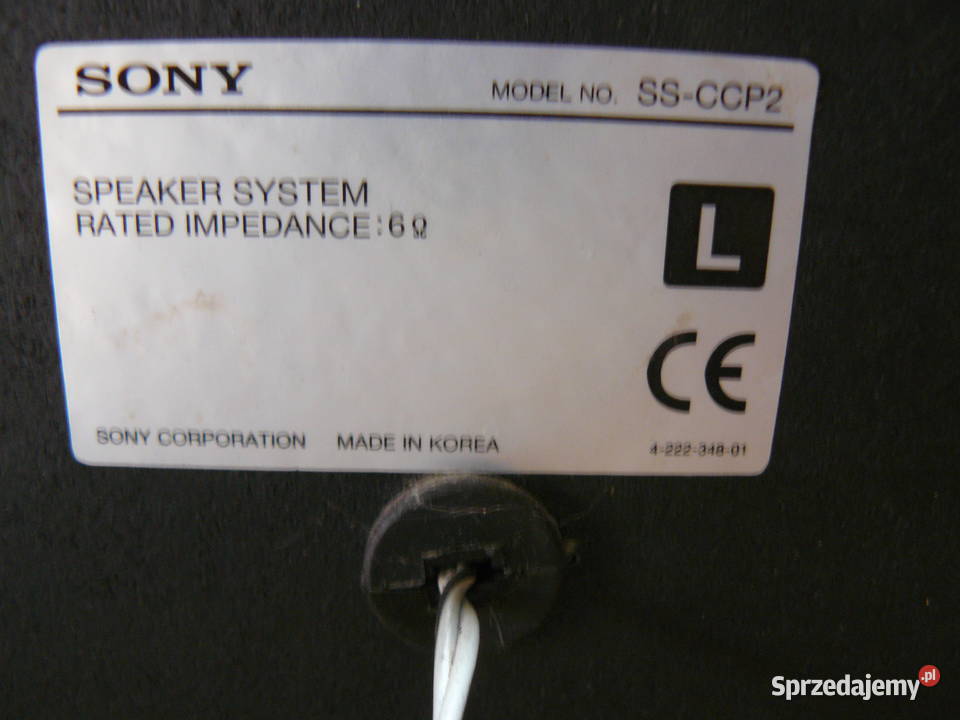 SONY
MODEL NO. SS-CCP2
SPEAKER SYSTEM
RATED IMPEDANCE : 6 Ω
L
CE
SONY CORPORATION MADE IN KOREA
4-222-348-01
Sprzedajemy.pl